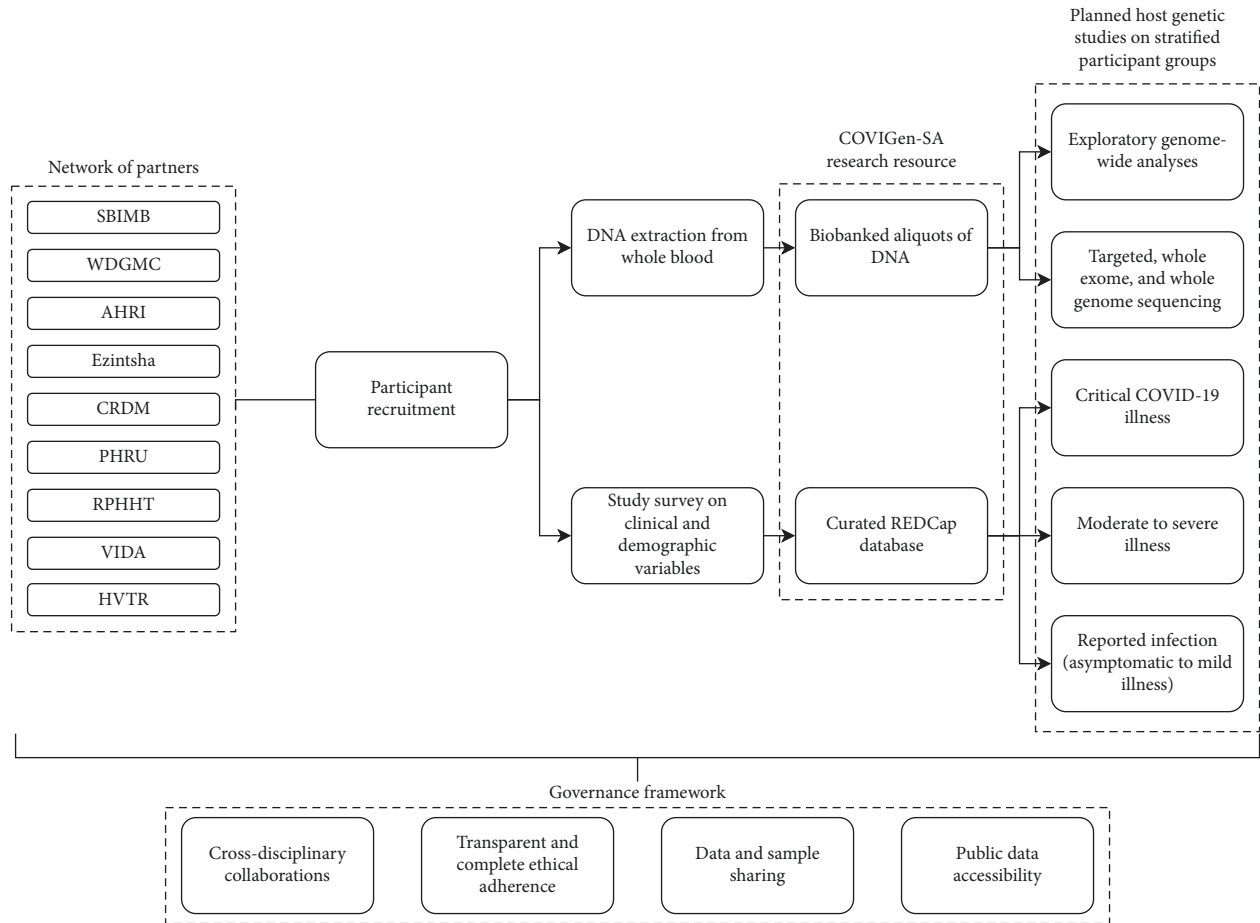 Network of partners
SBIMB
WDGMC
AHRI
Ezintsha
CRDM
PHRU
RPHHT
VIDA
HVTR
Participant
recruitment
DNA extraction from
whole blood
Study survey on
clinical and
demographic
variables
COVIGen-SA
research resource
Biobanked aliquots of
DNA
Curated REDCap
database
Planned host genetic
studies on stratified
participant groups
Exploratory genome-
wide analyses
Targeted, whole
exome, and whole
genome sequencing
Critical COVID-19
illness
Moderate to severe
illness
Reported infection
(asymptomatic to mild
illness)
Governance framework
Cross-disciplinary
collaborations
Transparent and
complete ethical
adherence
Data and sample
sharing
Public data
accessibility